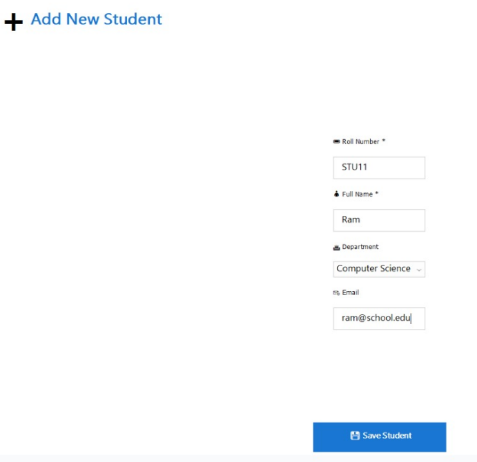 Add New Student
Roll Number *
STU11
Full Name *
Ram
Department
Computer Science
Email
ram@school.edu
Save Student